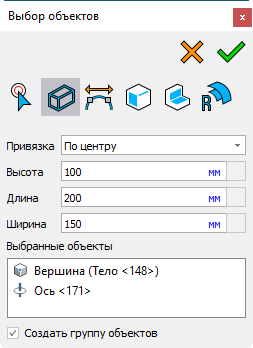 Выбор объектов
Привязка По центру
Высота 100 мм
Длина 200 мм
Ширина 150 мм
Выбранные объекты
Вершина (Тело <148>)
Ось <171>
Создать группу объектов